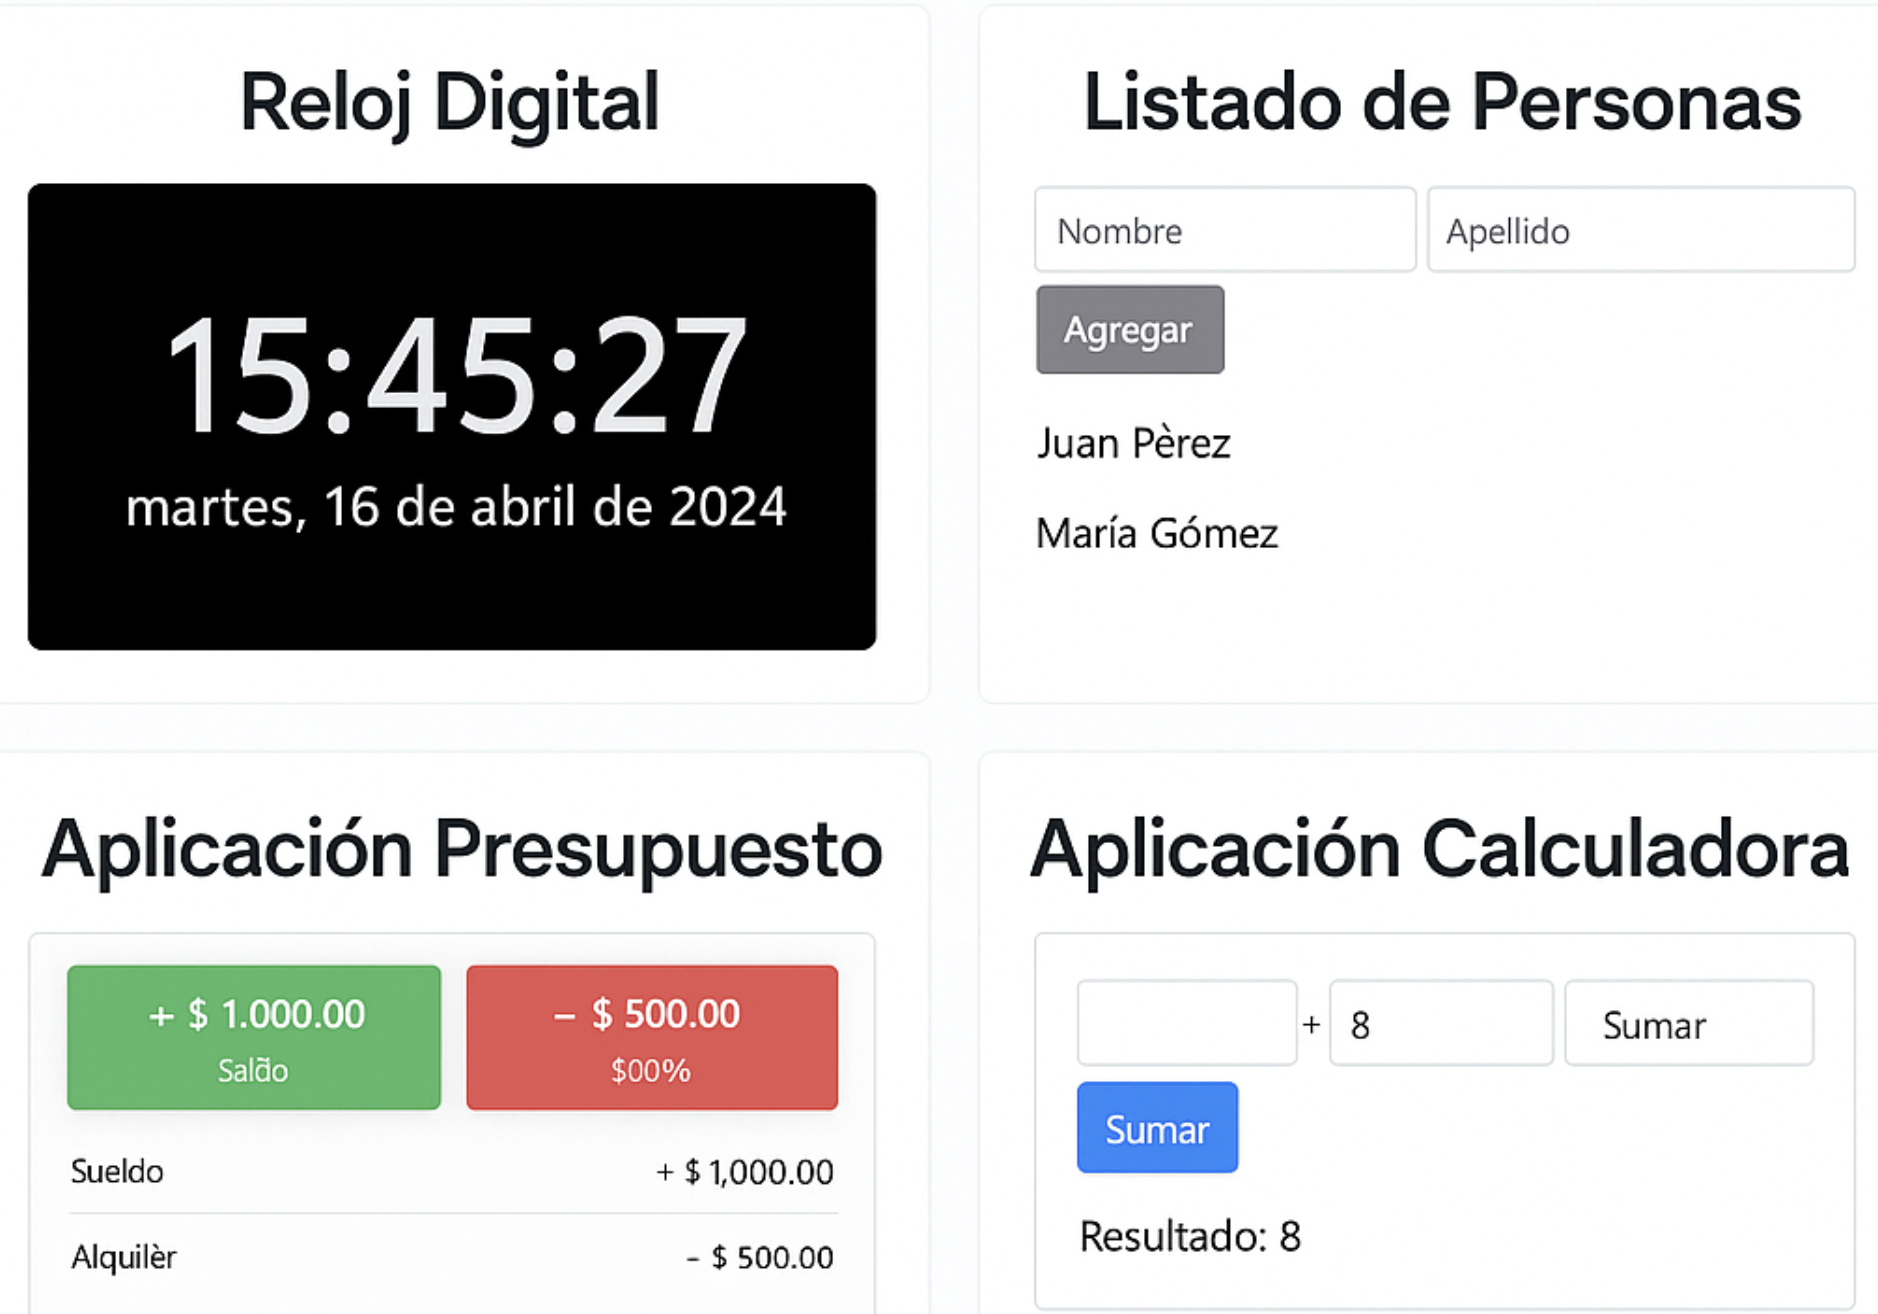 Reloj Digital
15:45:27
martes, 16 de abril de 2024
Listado de Personas
Nombre
Apellido
Agregar
Juan Pèrez
María Gómez
Aplicación Presupuesto
+ $ 1.000.00
– $ 500.00
$00%
Sueldo
+ $ 1,000.00
Alquilèr
- $ 500.00
Aplicación Calculadora
+
8
Sumar
Sumar
Resultado: 8